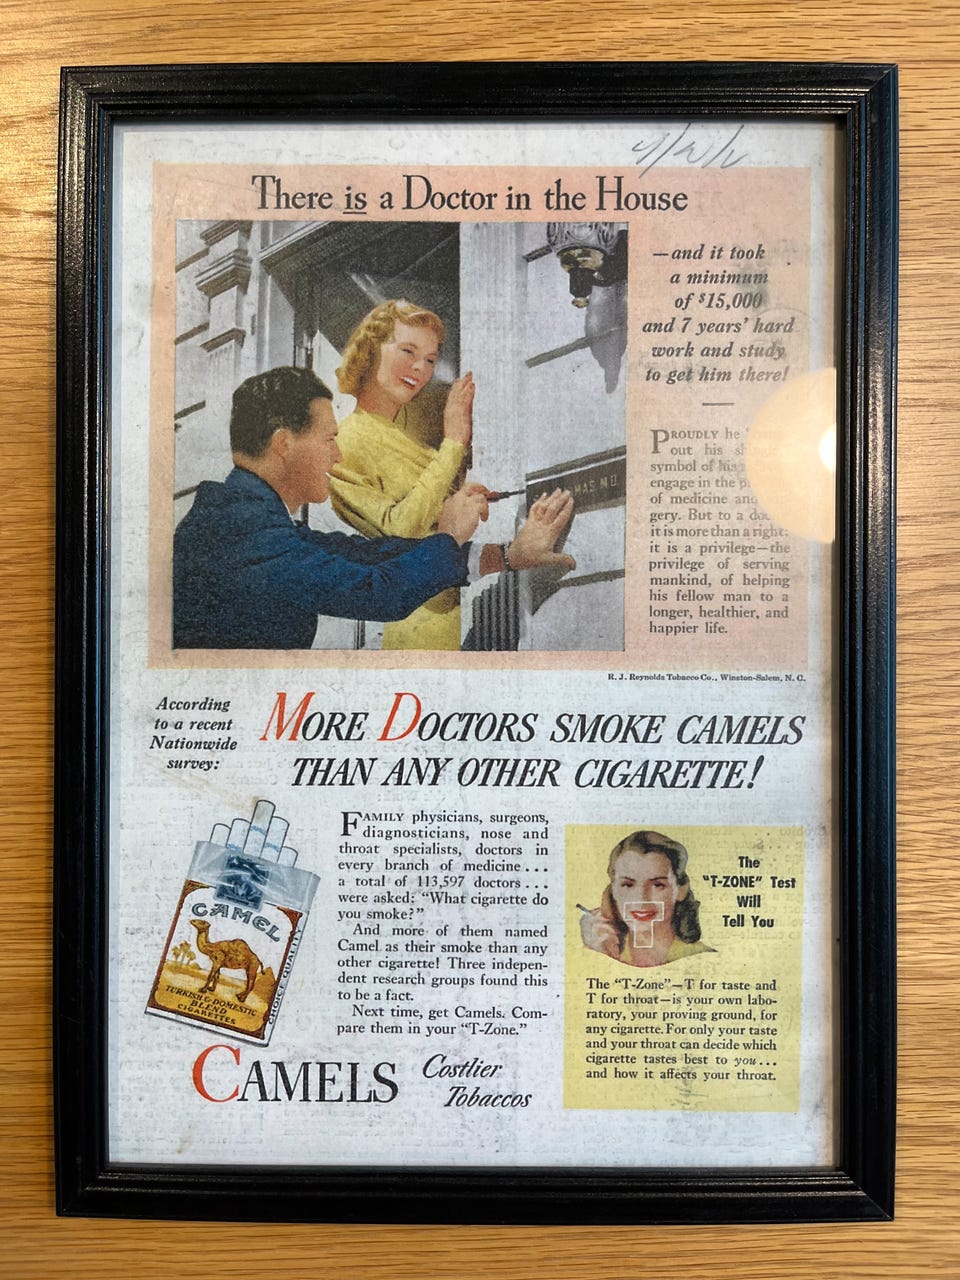 There is a Doctor in the House
—and it took
a minimum
of $15,000
and 7 years' hard
work and study
to get him there!
PROUDLY he
out his
symbol of his
engage in the
of medicine
gery. But to a
it is more than a right:
it is a privilege—the
privilege of serving
mankind, of helping
his fellow man to a
longer, healthier, and
happier life.
M.D.
R. J. Reynolds Tobacco Co., Winston-Salem, N. C.
According
to a recent
Nationwide
survey:
MORE DOCTORS SMOKE CAMELS
THAN ANY OTHER CIGARETTE!
FAMILY physicians, surgeons,
diagnosticians, nose and
throat specialists, doctors in
every branch of medicine...
a total of 113,597 doctors...
were asked: "What cigarette do
you smoke?"
And more of them named
Camel as their smoke than any
other cigarette! Three indepen-
dent research groups found this
to be a fact.
Next time, get Camels. Com-
pare them in your "T-Zone."
CAMEL
TURKISH & DOMESTIC
BLEND
CIGARETTES
CHOICE QUALITY
The
"T-ZONE" Test
Will
Tell You
The "T-Zone"—T for taste and
T for throat—is your own labo-
ratory, your proving ground, for
any cigarette. For only your taste
and your throat can decide which
cigarette tastes best to you...
and how it affects your throat.
CAMELS
Costlier
Tobaccos